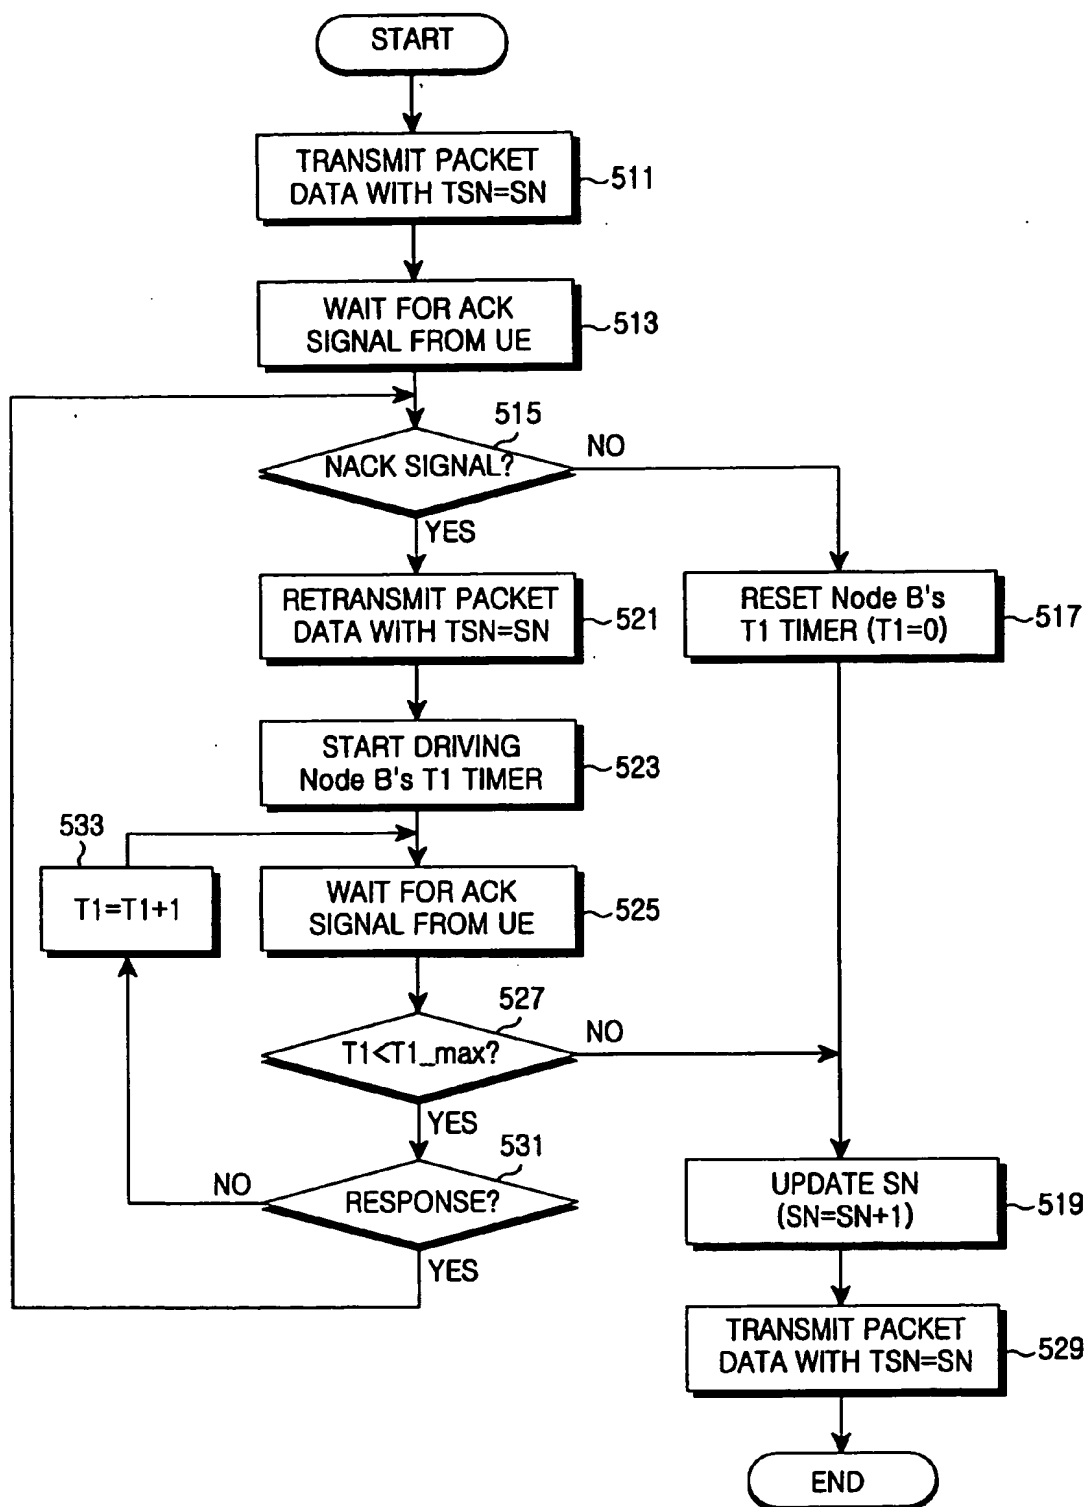 START
TRANSMIT PACKET
DATA WITH TSN=SN
511
WAIT FOR ACK
SIGNAL FROM UE
513
515
NACK SIGNAL?
NO
YES
RETRANSMIT PACKET
DATA WITH TSN=SN
521
RESET Node B's
T1 TIMER (T1=0)
517
START DRIVING
Node B's T1 TIMER
523
533
T1=T1+1
WAIT FOR ACK
SIGNAL FROM UE
525
527
T1<T1_max?
NO
YES
531
NO
RESPONSE?
YES
UPDATE SN
(SN=SN+1)
519
TRANSMIT PACKET
DATA WITH TSN=SN
529
END